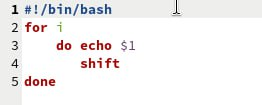 1 #!/bin/bash
2 for i
3     do echo $1
4        shift
5 done